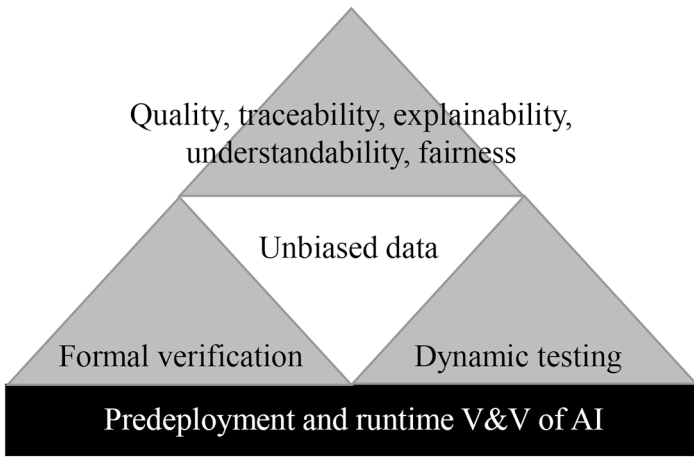 Quality, traceability, explainability,
understandability, fairness
Unbiased data
Formal verification
Dynamic testing
Predeployment and runtime V&V of AI